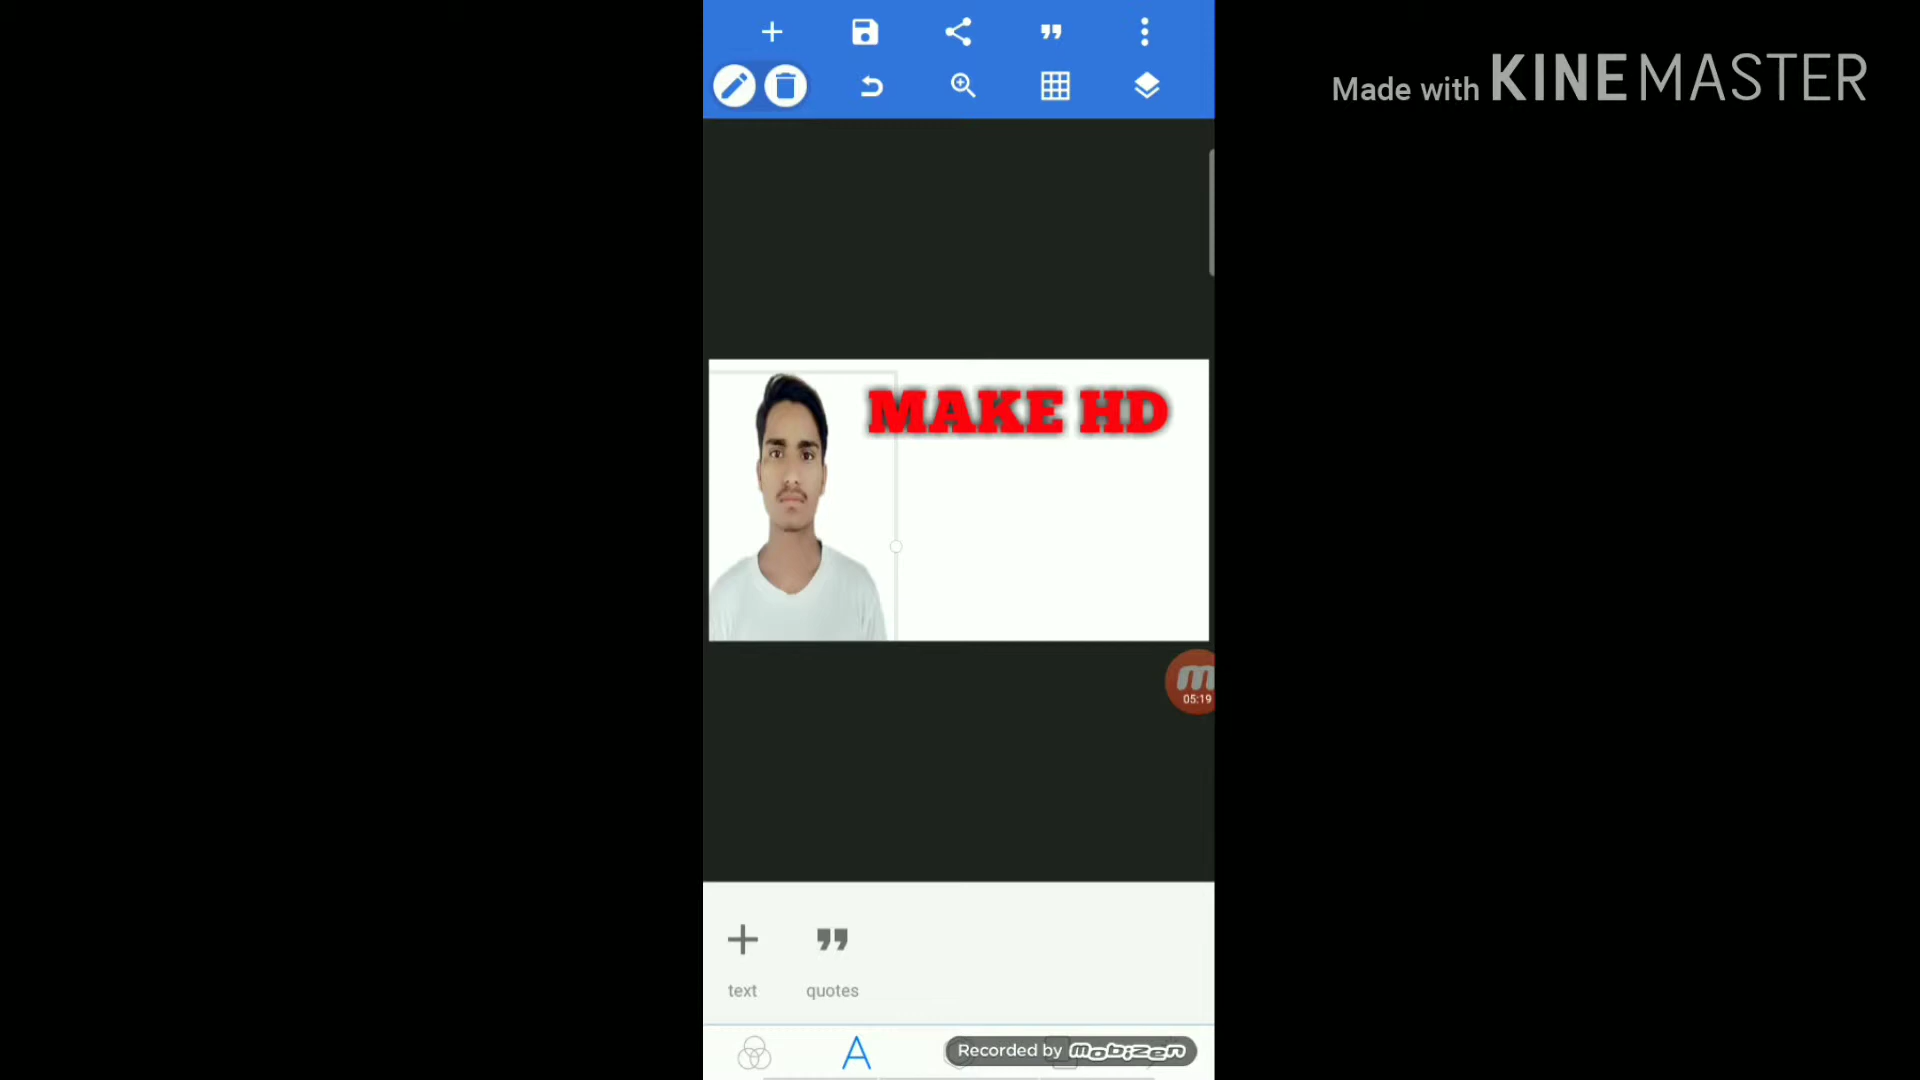 Made with KINEMASTER
MAKE HD
05:19
text
quotes
Recorded by mobizen